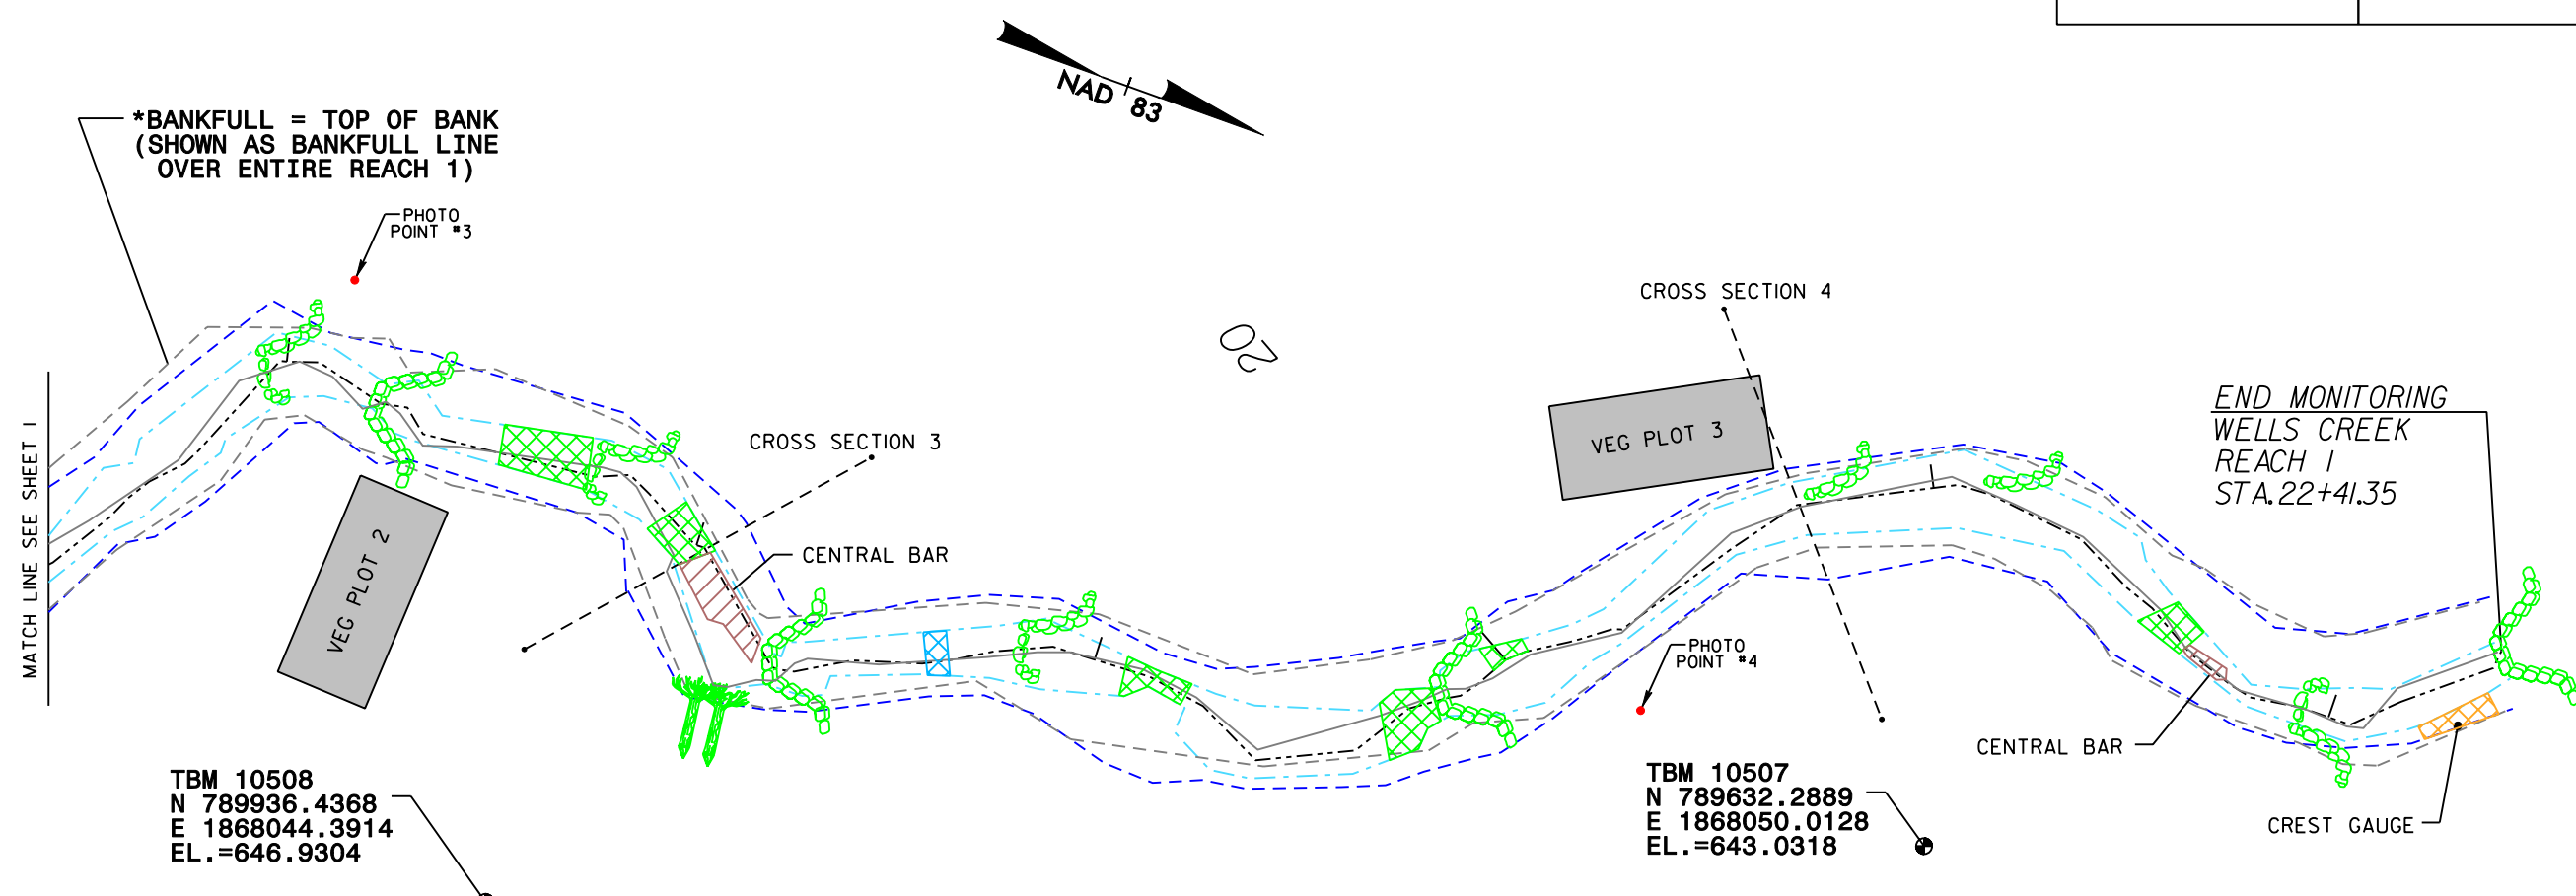 NAD 83
*BANKFULL = TOP OF BANK
(SHOWN AS BANKFULL LINE
OVER ENTIRE REACH 1)
PHOTO
POINT #3
MATCH LINE SEE SHEET 1
VEG PLOT 2
CROSS SECTION 3
CENTRAL BAR
20
CROSS SECTION 4
VEG PLOT 3
END MONITORING
WELLS CREEK
REACH 1
STA.22+41.35
PHOTO
POINT #4
CENTRAL BAR
CREST GAUGE
TBM 10508
N 789936.4368
E 1868044.3914
EL.=646.9304
TBM 10507
N 789632.2889
E 1868050.0128
EL.=643.0318